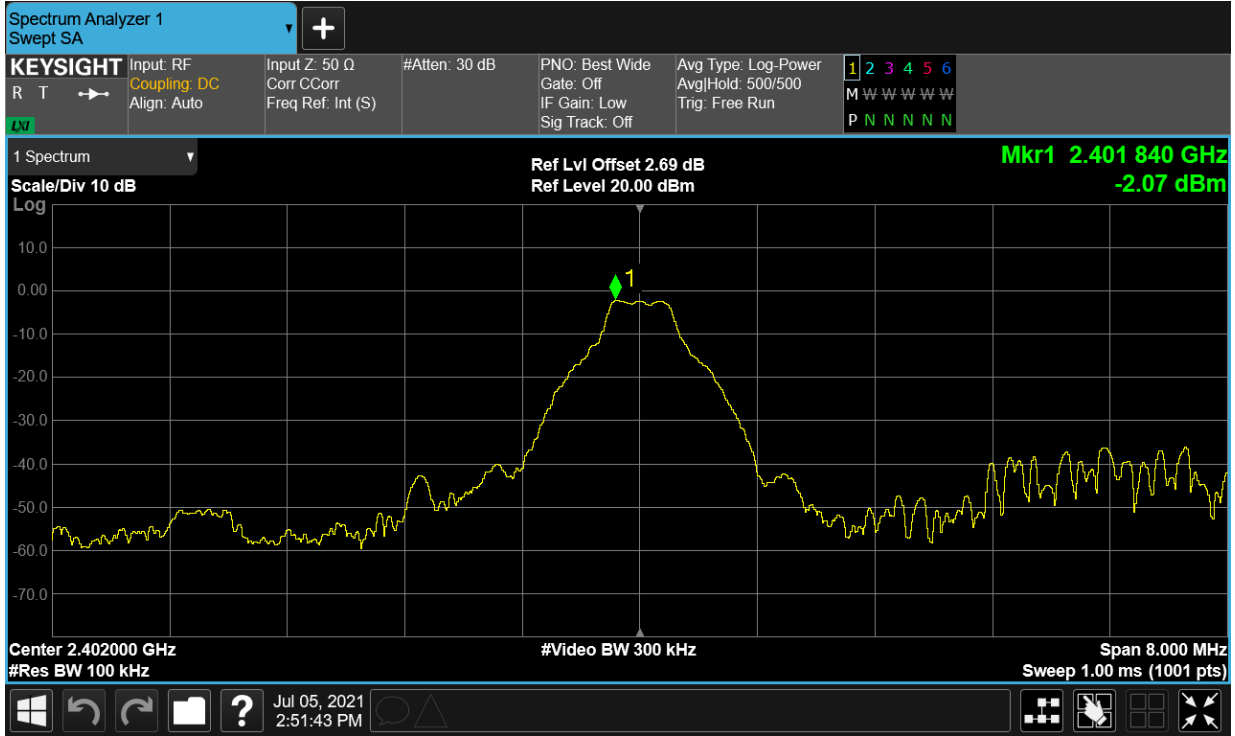 Spectrum Analyzer 1
Swept SA
KEYSIGHT
R T
LXI
Input: RF
Coupling: DC
Align: Auto
Input Z: 50 Ω
Corr CCorr
Freq Ref: Int (S)
#Atten: 30 dB
PNO: Best Wide
Gate: Off
IF Gain: Low
Sig Track: Off
Avg Type: Log-Power
Avg|Hold: 500/500
Trig: Free Run
1 2 3 4 5 6
M W W W W W
P N N N N N
1 Spectrum
Scale/Div 10 dB
Log
Ref Lvl Offset 2.69 dB
Ref Level 20.00 dBm
Mkr1 2.401 840 GHz
-2.07 dBm
10.0
0.00
-10.0
-20.0
-30.0
-40.0
-50.0
-60.0
-70.0
1
Center 2.402000 GHz
#Res BW 100 kHz
#Video BW 300 kHz
Span 8.000 MHz
Sweep 1.00 ms (1001 pts)
?
Jul 05, 2021
2:51:43 PM